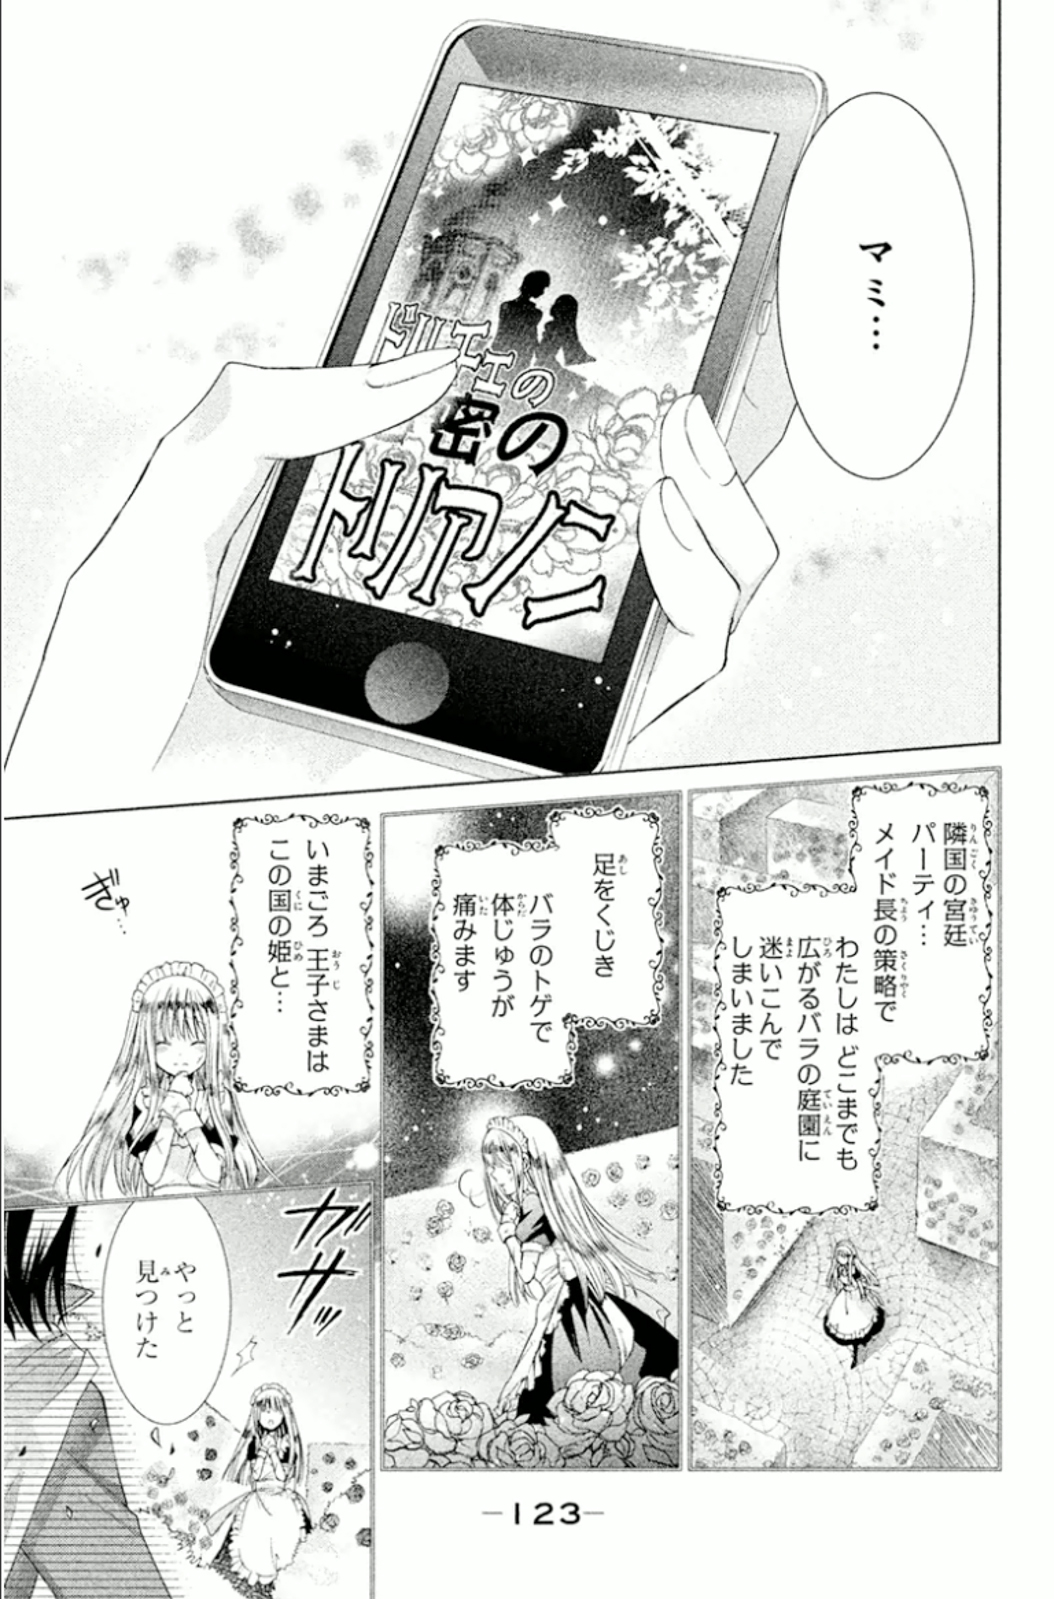 マミ…
ドリエェの
密の
トリアノン
隣国の宮廷
パーティ…
メイド長の策略で
わたしは どこまでも
広がるバラの庭園に
迷いこんで
しまいました
足をくじき
バラのトゲで
体じゅうが
痛みます
いまごろ 王子さまは
この国の姫と…
ぎゅ…
ガサッ
やっと
見つけた
-123-